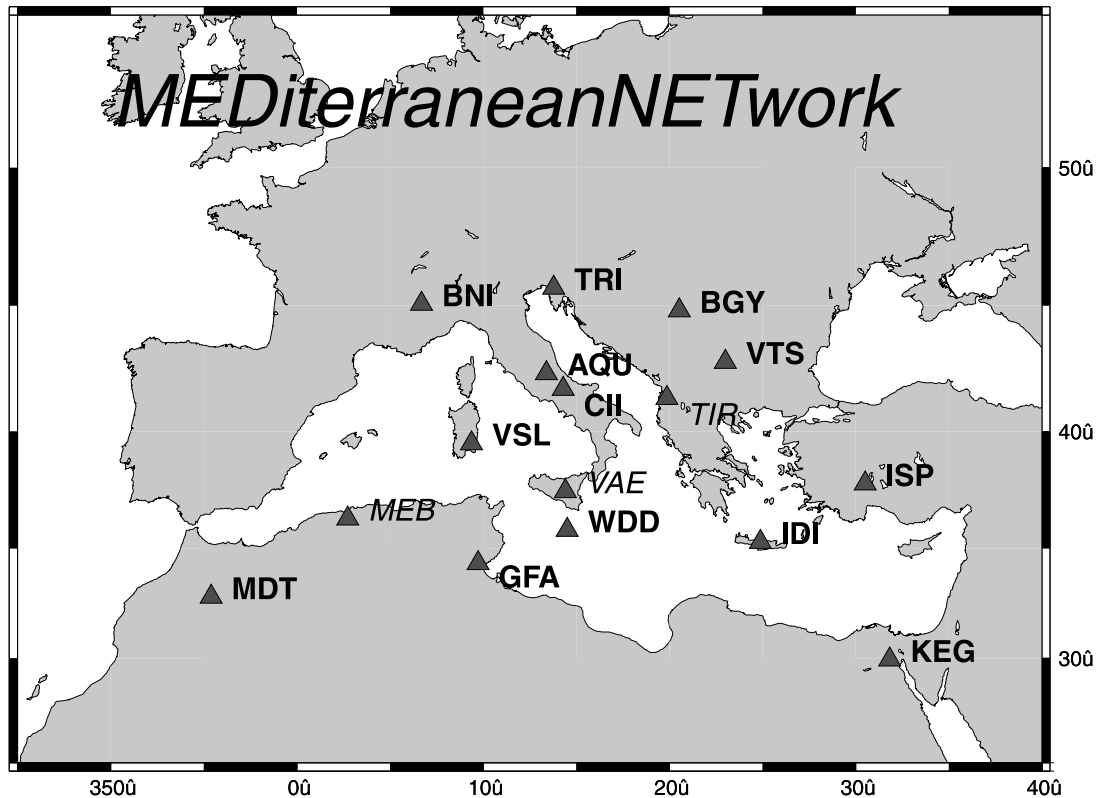 MEDiterraneanNETwork
50û
TRI
BNI
BGY
VTS
AQU
CII
TIR
40û
VSL
ISP
VAE
MEB
WDD
IDI
GFA
MDT
KEG
30û
350û 0û 10û 20û 30û 40û